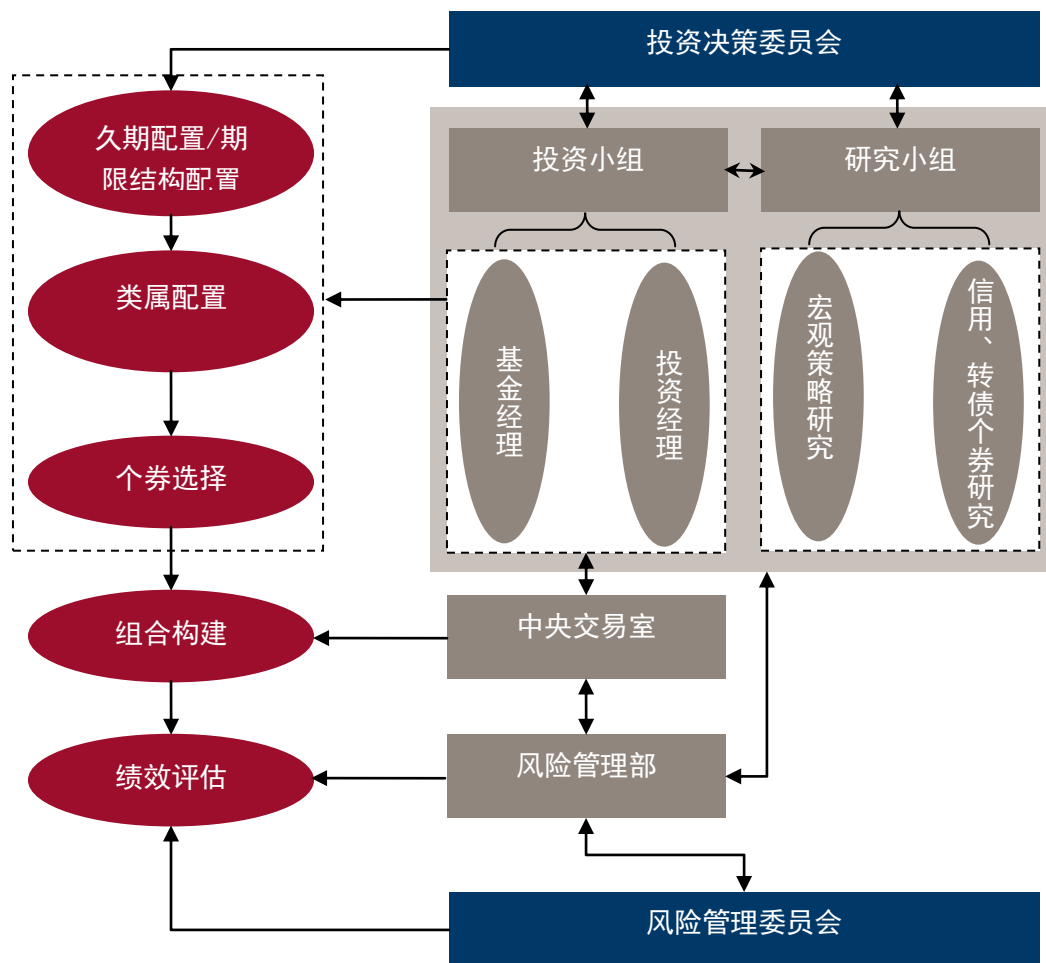 投资决策委员会
久期配置/期
限结构配置
投资小组
研究小组
类属配置
基金经理
投资经理
宏观策略研究
信用、转债个券研究
个券选择
组合构建
中央交易室
绩效评估
风险管理部
风险管理委员会